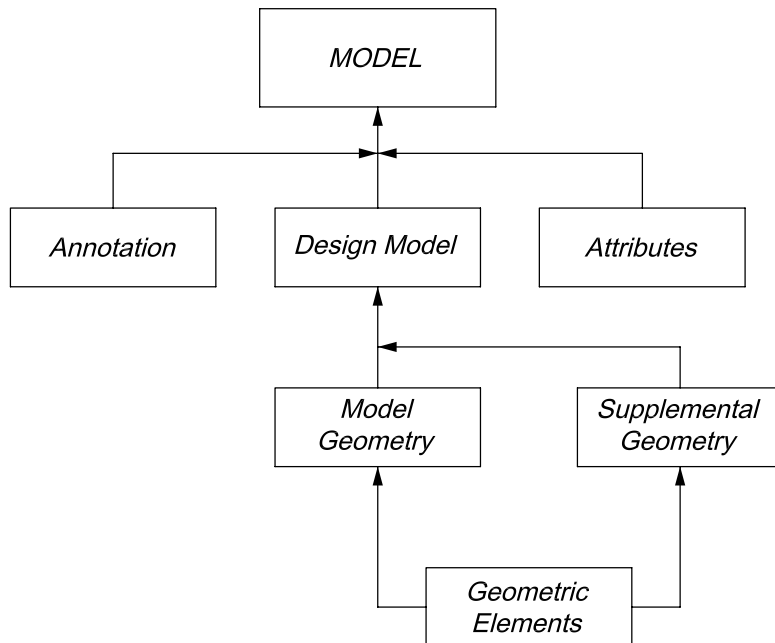 MODEL
Annotation
Design Model
Attributes
Model
Geometry
Supplemental
Geometry
Geometric
Elements